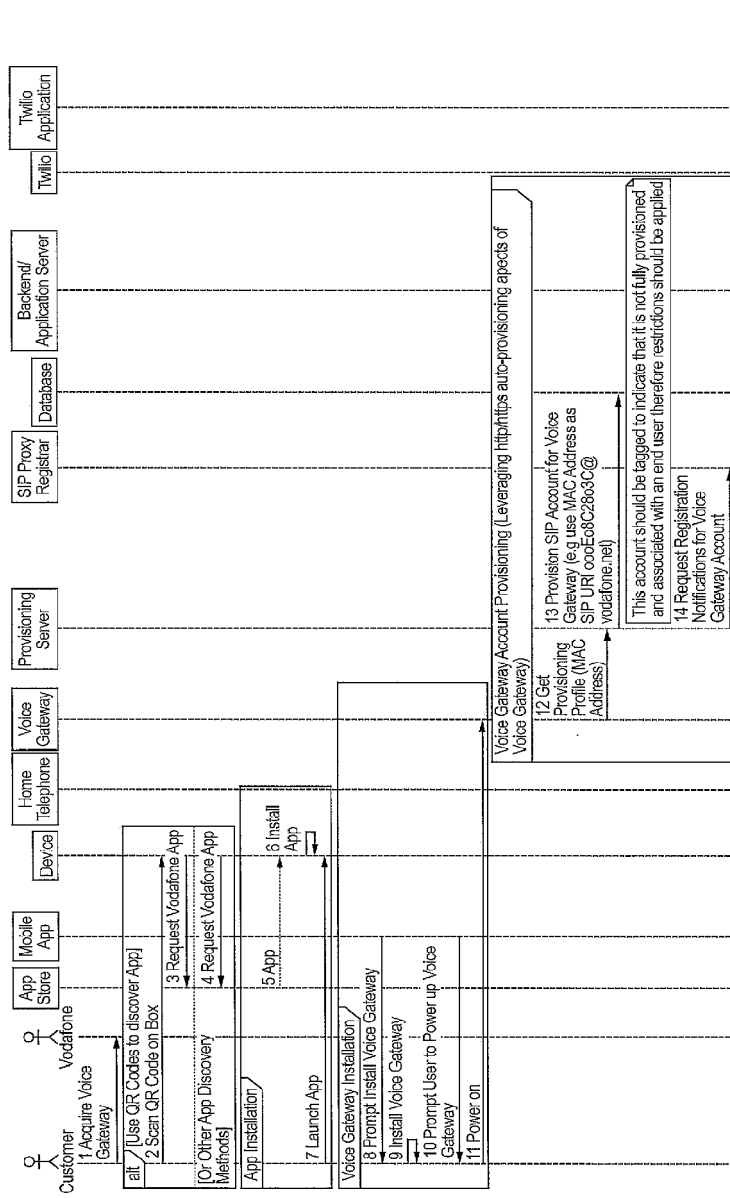 Customer
Vodafone
App
Store
Mobile
App
Device
Home
Telephone
Voice
Gateway
Provisioning
Server
SIP Proxy
Registrar
Database
Backend/
Application Server
Twilio
Twilio
Application
1 Acquire Voice
Gateway
alt
[Use QR Codes to discover App]
2 Scan QR Code on Box
3 Request Vodafone App
[Or Other App Discovery
Methods]
4 Request Vodafone App
App Installation
5 App
6 Install
App
7 Launch App
Voice Gateway Installation
8 Prompt Install Voice Gateway
9 Install Voice Gateway
10 Prompt User to Power up Voice
Gateway
11 Power on
Voice Gateway Account Provisioning (Leveraging http/https auto-provisioning apects of
Voice Gateway)
12 Get
Provisioning
Profile (MAC
Address)
13 Provision SIP Account for Voice
Gateway (e.g use MAC Address as
SIP URI oooEo8C28o3C@
vodafone.net)
This account should be tagged to indicate that it is not fully provisioned
and associated with an end user therefore restrictions should be applied
14 Request Registration
Notifications for Voice
Gateway Account